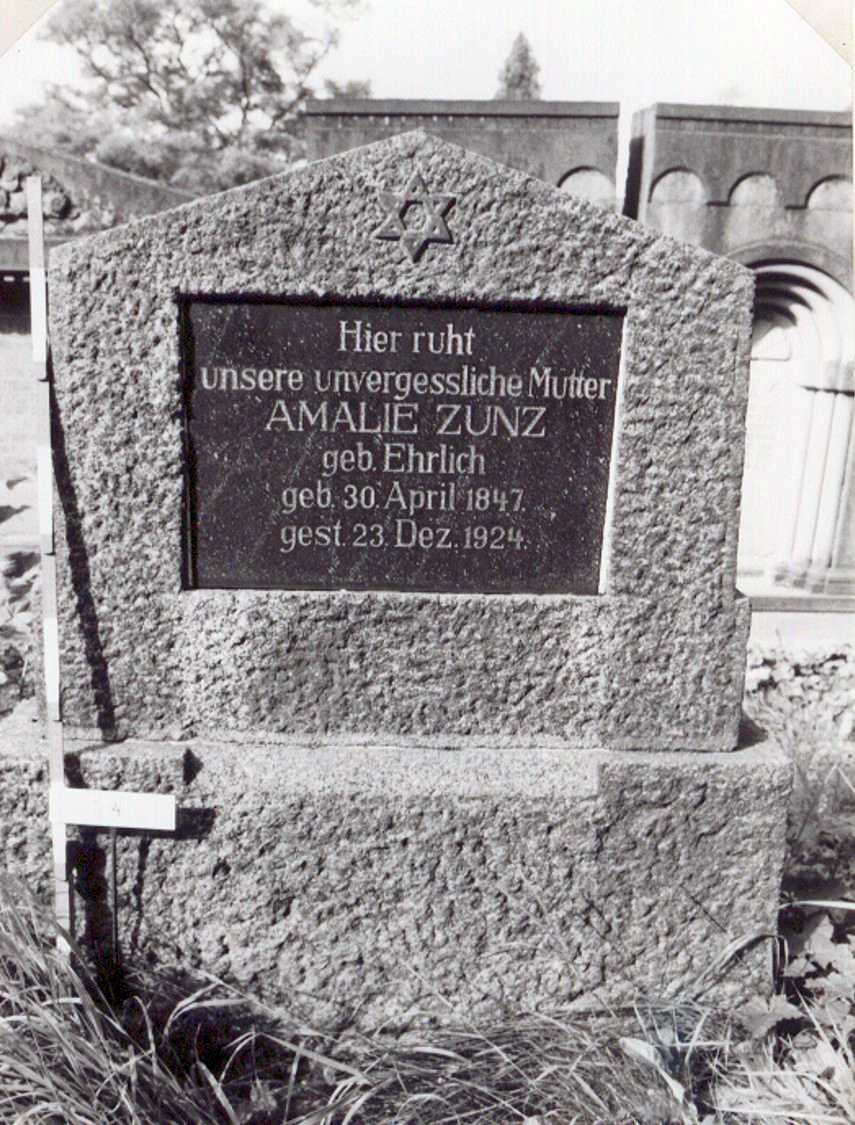 Hier ruht
unsere unvergessliche Mutter
AMALIE ZUNZ
geb. Ehrlich
geb. 30. April 1847.
gest. 23. Dez. 1924.